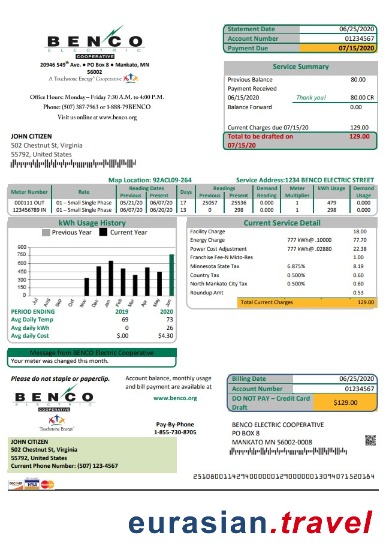 BENCO
ELECTRIC
COOPERATIVE
20946 549th Ave. • PO Box 8 • Mankato, MN
56002
A Touchstone Energy® Cooperative
Office Hours: Monday – Friday 7:30 A.M. to 4:00 P.M.
Phone: (507) 387-7963 or 1-888-79BENCO
Visit us online at www.benco.org
Statement Date 06/25/2020
Account Number 01234567
Payment Due 07/15/2020
Service Summary
Previous Balance 80.00
Payment Received
06/15/2020 Thank you! 80.00 CR
Balance Forward 0.00
Current Charges due 07/15/20 129.00
Total to be drafted on 129.00
07/15/20
JOHN CITIZEN
502 Chestnut St, Virginia
55792, United States
Map Location: 92ACL09-264 Service Address:1234 BENCO ELECTRIC STREET
Meter Number Rate Reading Dates Previous Present Days Readings Previous Present Demand Reading Meter Multiplier kWh Usage Demand Usage
000111 OUT 01 - Small Single Phase 05/21/20 06/07/20 17 25057 25536 0.000 1 479 0.000
123456789 IN 01 - Small Single Phase 06/07/20 06/20/20 13 0 298 0.000 1 298 0.000
kWh Usage History
Previous Year Current Year
900
750
600
450
300
150
0
Jul Aug Sep Oct Nov Dec Jan Feb Mar Apr May Jun
PERIOD ENDING 2019 2020
Avg Daily Temp 69 73
Avg daily kWh 0 26
Avg daily Cost $.00 $4.30
Current Service Detail
Facility Charge 18.00
Energy Charge 777 kWh@ .10000 77.70
Power Cost Adjustment 777 kWh@ .02880 22.38
Franchise Fee-N Mkto-Res 1.00
Minnesota State Tax 6.875% 8.19
Country Tax 0.500% 0.60
North Mankato City Tax 0.500% 0.60
Roundup Amt 0.53
Total Current Charges 129.00
Message from BENCO Electric Cooperative
Your meter was changed this month.
Please do not staple or paperclip.
BENCO
ELECTRIC
COOPERATIVE
Touchstone Energy®
Account balance, monthly usage
and bill payment are available at
www.benco.org
Pay-By-Phone
1-855-730-8705
Billing Date 06/25/2020
Account Number 01234567
DO NOT PAY – Credit Card
Draft $129.00
JOHN CITIZEN
502 Chestnut St, Virginia
55792, United States
Current Phone Number: (507) 123-4567
BENCO ELECTRIC COOPERATIVE
PO BOX 8
MANKATO MN 56002-0008
VISA
eurasian.travel